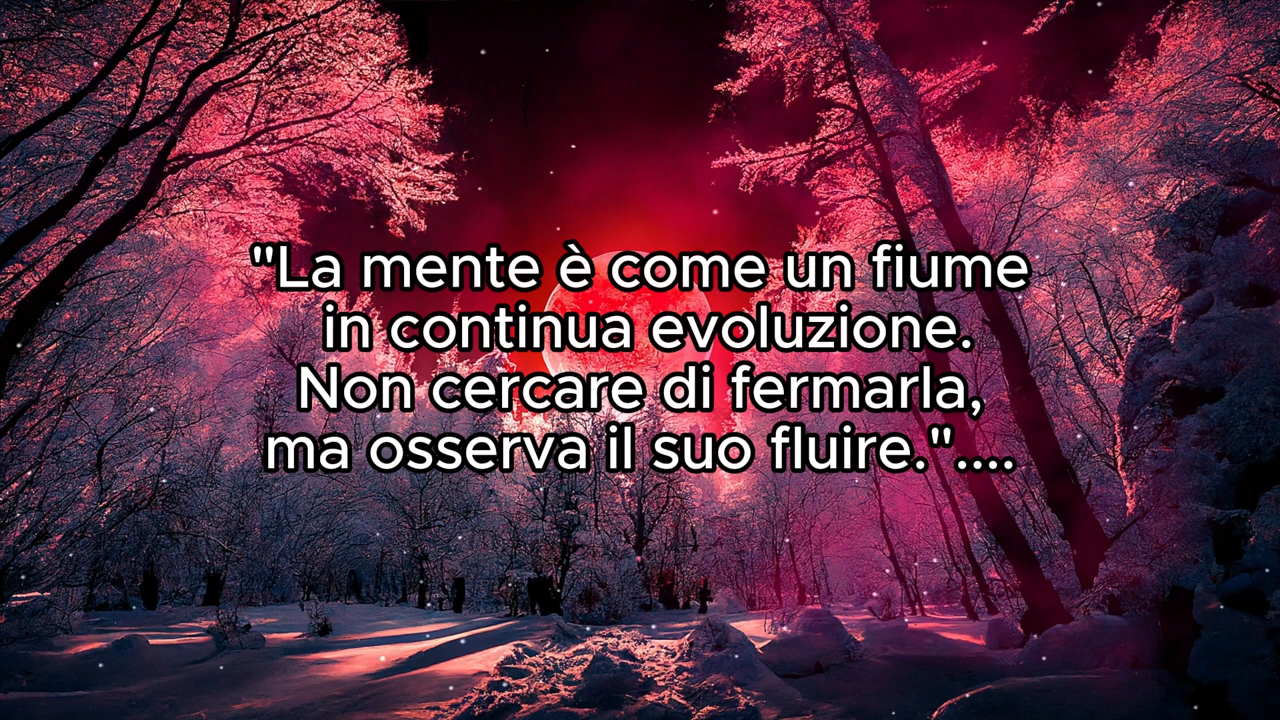 "La mente è come un fiume
in continua evoluzione.
Non cercare di fermarla,
ma osserva il suo fluire."....